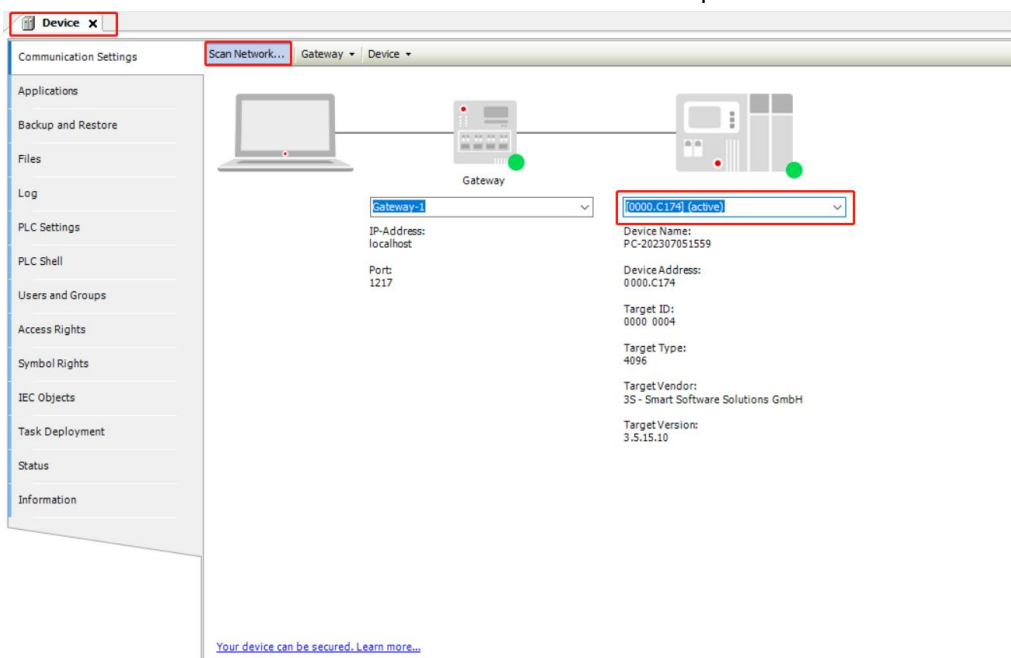 Device
Communication Settings
Applications
Backup and Restore
Files
Log
PLC Settings
PLC Shell
Users and Groups
Access Rights
Symbol Rights
IEC Objects
Task Deployment
Status
Information
Scan Network... Gateway Device
Gateway
Gateway-1
IP-Address:
localhost
Port:
1217
[0000.C174] (active)
Device Name:
PC-202307051559
Device Address:
0000.C174
Target ID:
0000 0004
Target Type:
4096
Target Vendor:
3S - Smart Software Solutions GmbH
Target Version:
3.5.15.10
Your device can be secured. Learn more...